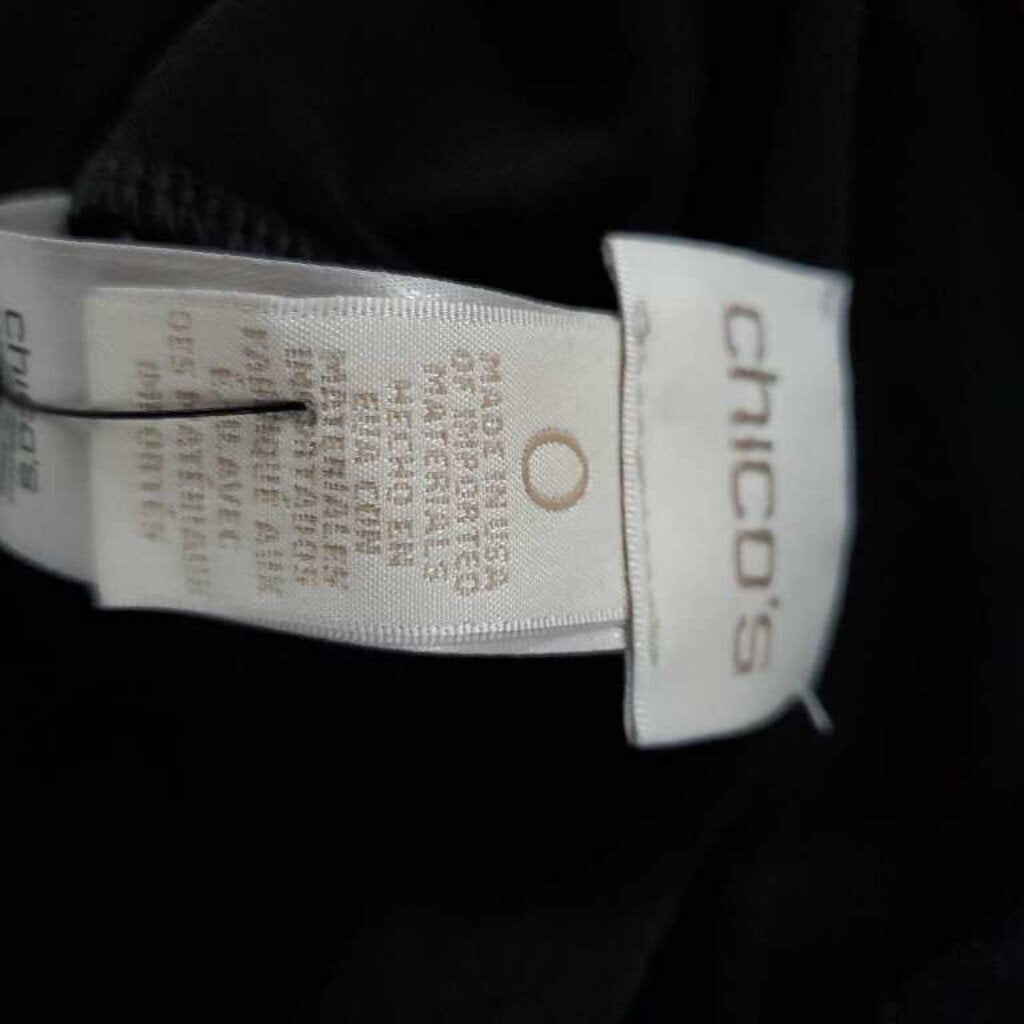 chico's
O
MADE IN USA
OF IMPORTED
MATERIALS
HECHO EN
EUA CON
MATERIALES
IMPORTADOS
FABRIQUÉ AUX
É.-U. AVEC
DES MATÉRIAUX
IMPORTÉS
chico's